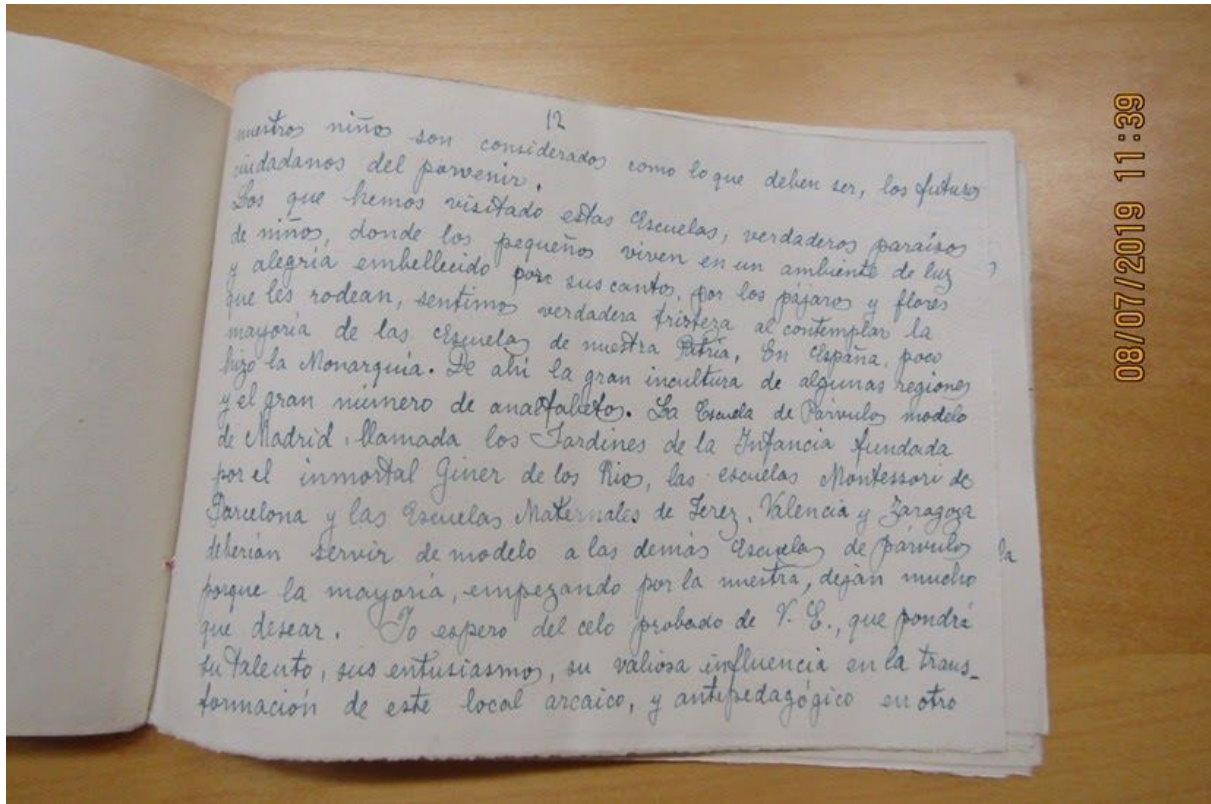 12
nuestros niños son considerados como lo que deben ser, los futuros
ciudadanos del porvenir.
Los que hemos visitado estas Escuelas, verdaderos paraísos
de niños, donde los pequeños viven en un ambiente de luz
y alegría embellecido por sus cantos, por los pájaros y flores
que les rodean, sentimos verdadera tristeza al contemplar la
mayoría de las Escuelas de nuestra Patria, En España, poco
hizo la Monarquía. De ahí la gran incultura de algunas regiones
y el gran número de analfabetos. La Escuela de Párvulos modelo
de Madrid, llamada los Jardines de la Infancia fundada
por el inmortal Giner de los Rios, las escuelas Montessori de
Barcelona y las Escuelas Maternales de Jerez, Valencia y Zaragoza
deberían servir de modelo a las demás Escuelas de párvulos
porque la mayoría, empezando por la nuestra, dejan mucho
que desear. Yo espero del celo probado de V. E., que pondrá
su talento, sus entusiasmos, su valiosa influencia en la trans-
formación de este local arcaico, y antipedagógico en otro
la
08/07/2019 11:39